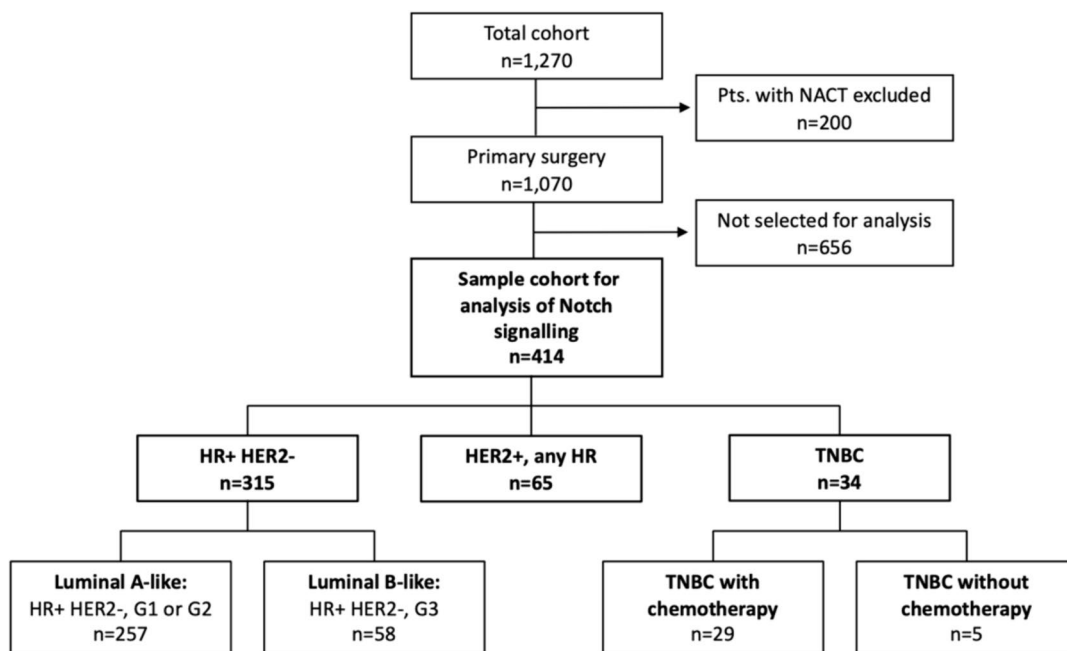 Total cohort
n=1,270
Pts. with NACT excluded
n=200
Primary surgery
n=1,070
Not selected for analysis
n=656
Sample cohort for
analysis of Notch
signalling
n=414
HR+ HER2-
n=315
HER2+, any HR
n=65
TNBC
n=34
Luminal A-like:
HR+ HER2-, G1 or G2
n=257
Luminal B-like:
HR+ HER2-, G3
n=58
TNBC with
chemotherapy
n=29
TNBC without
chemotherapy
n=5